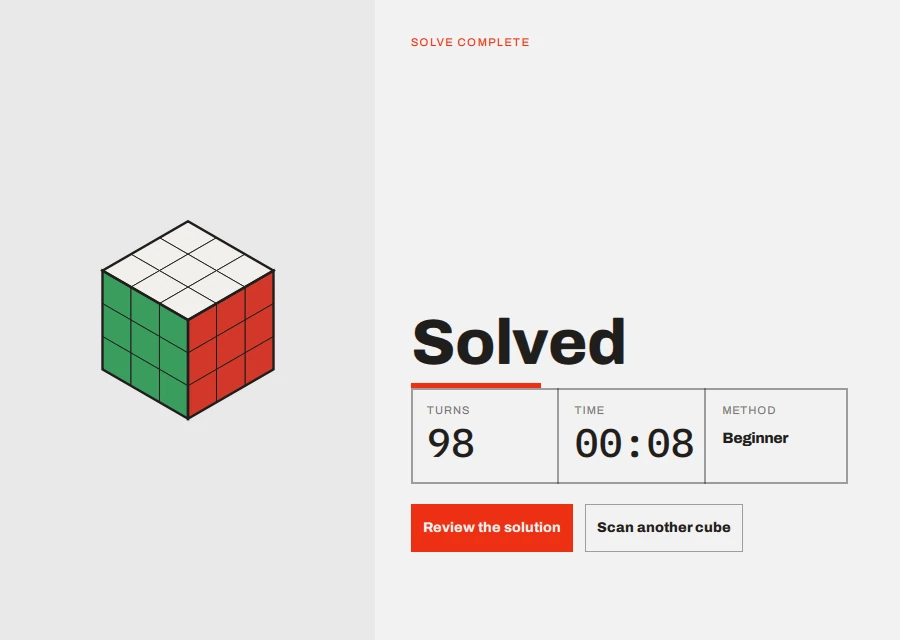 SOLVE COMPLETE
Solved
TURNS
98
TIME
00:08
METHOD
Beginner
Review the solution
Scan another cube